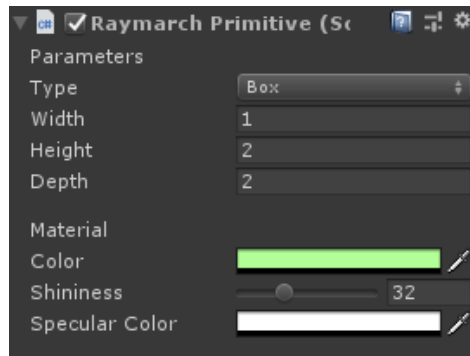 Raymarch Primitive (Sc
Parameters
Type Box
Width 1
Height 2
Depth 2
Material
Color
Shininess 32
Specular Color